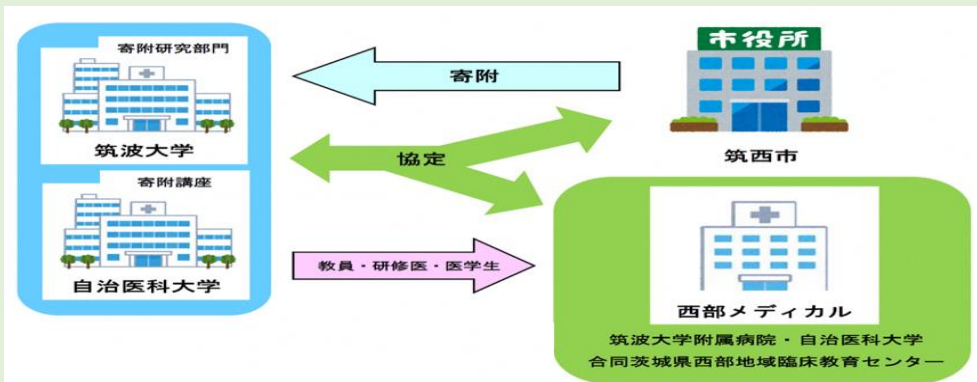 寄附研究部門
筑波大学
寄附講座
自治医科大学
寄附
協定
教員・研修医・医学生
市役所
筑西市
西部メディカル
筑波大学附属病院・自治医科大学
合同茨城県西部地域臨床教育センター